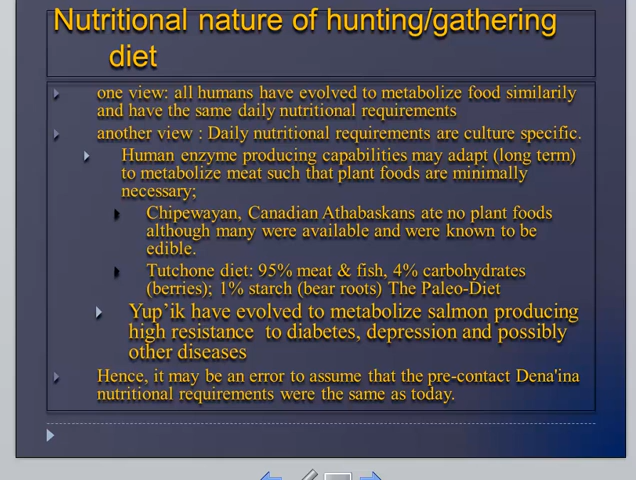 Nutritional nature of hunting/gathering
diet
one view: all humans have evolved to metabolize food similarily
and have the same daily nutritional requirements
another view : Daily nutritional requirements are culture specific.
Human enzyme producing capabilities may adapt (long term)
to metabolize meat such that plant foods are minimally
necessary;
Chipewayan, Canadian Athabaskans ate no plant foods
although many were available and were known to be
edible.
Tutchone diet: 95% meat & fish, 4% carbohydrates
(berries); 1% starch (bear roots) The Paleo-Diet
Yup'ik have evolved to metabolize salmon producing
high resistance to diabetes, depression and possibly
other diseases
Hence, it may be an error to assume that the pre-contact Dena'ina
nutritional requirements were the same as today.